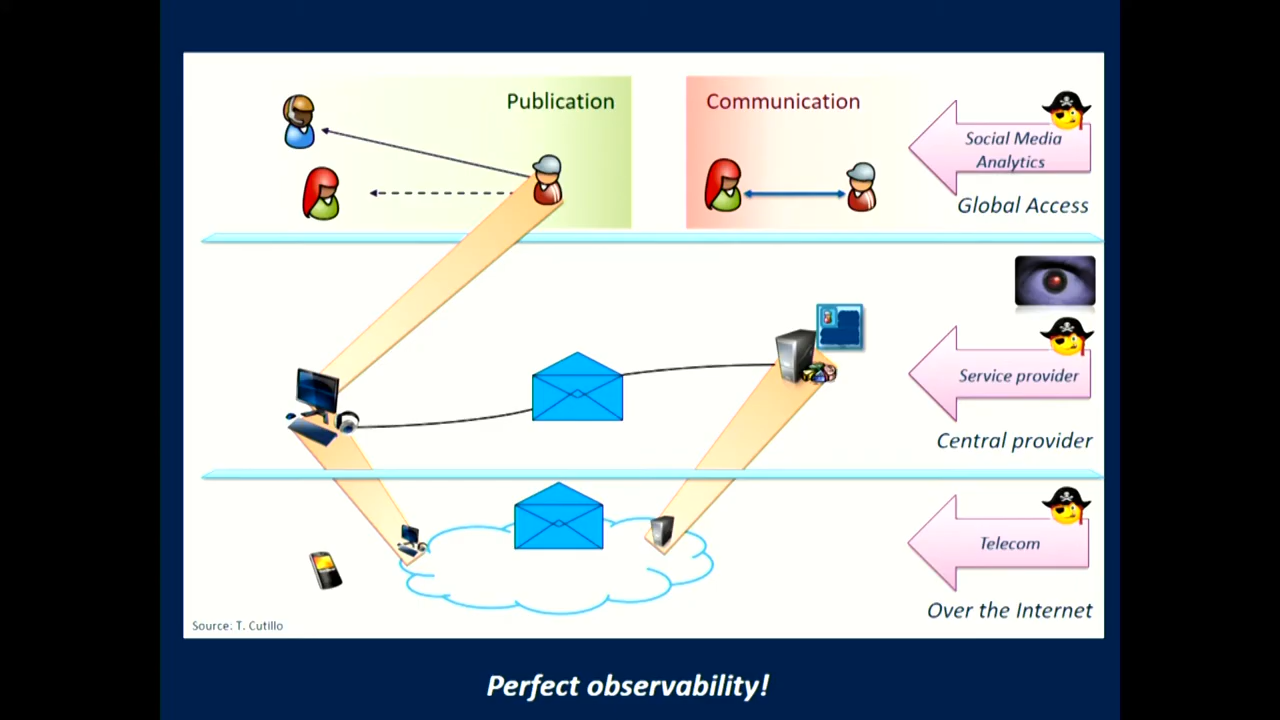 Publication
Communication
Social Media
Analytics
Global Access
Service provider
Central provider
Telecom
Over the Internet
Source: T. Cutillo
Perfect observability!